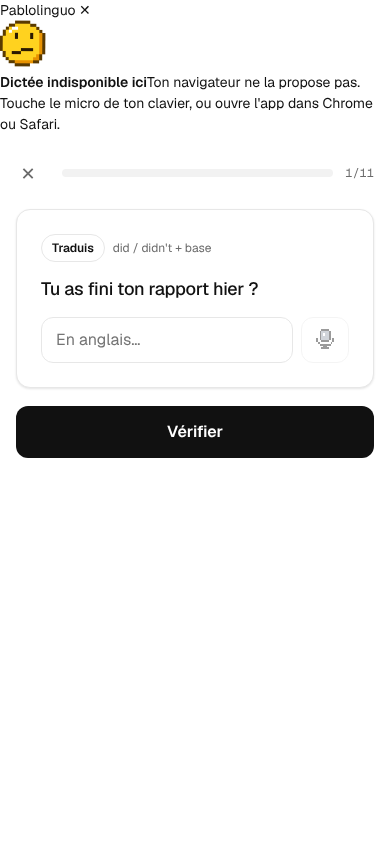 Pablolinguo ×
Dictée indisponible iciTon navigateur ne la propose pas.
Touche le micro de ton clavier, ou ouvre l'app dans Chrome
ou Safari.
× 1/11
Traduis did / didn't + base
Tu as fini ton rapport hier ?
En anglais…
Vérifier